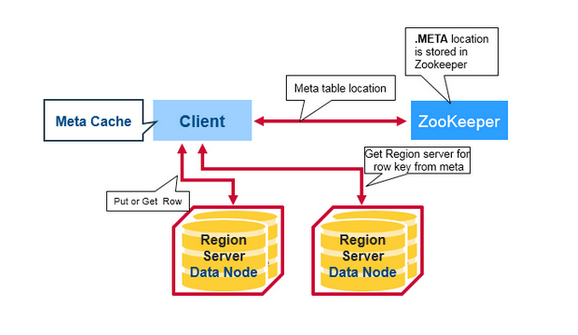 .META location
is stored in
Zookeeper
Meta table location
Meta Cache
Client
ZooKeeper
Get Region server for
row key from meta
Put or Get Row
Region
Server
Data Node
Region
Server
Data Node